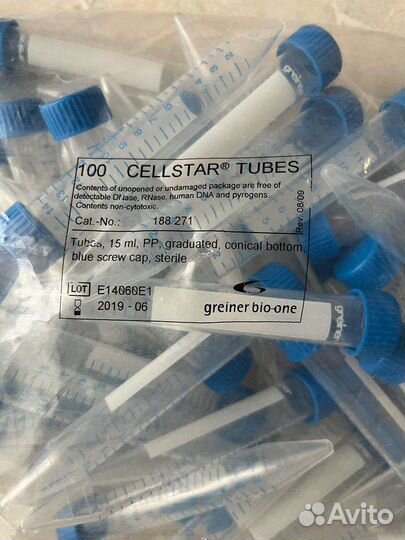 greiner
100 CELLSTAR® TUBES
Contents of unopened or undamaged package are free of
detectable DNase, RNase, human DNA and pyrogens.
Contents non-cytotoxic.
Rev. 08/09
Cat.-No.: 188 271
Tubes, 15 ml, PP, graduated, conical bottom,
blue screw cap, sterile
LOT E14060E1
2019 - 06
greiner bio-one
greiner
Avito